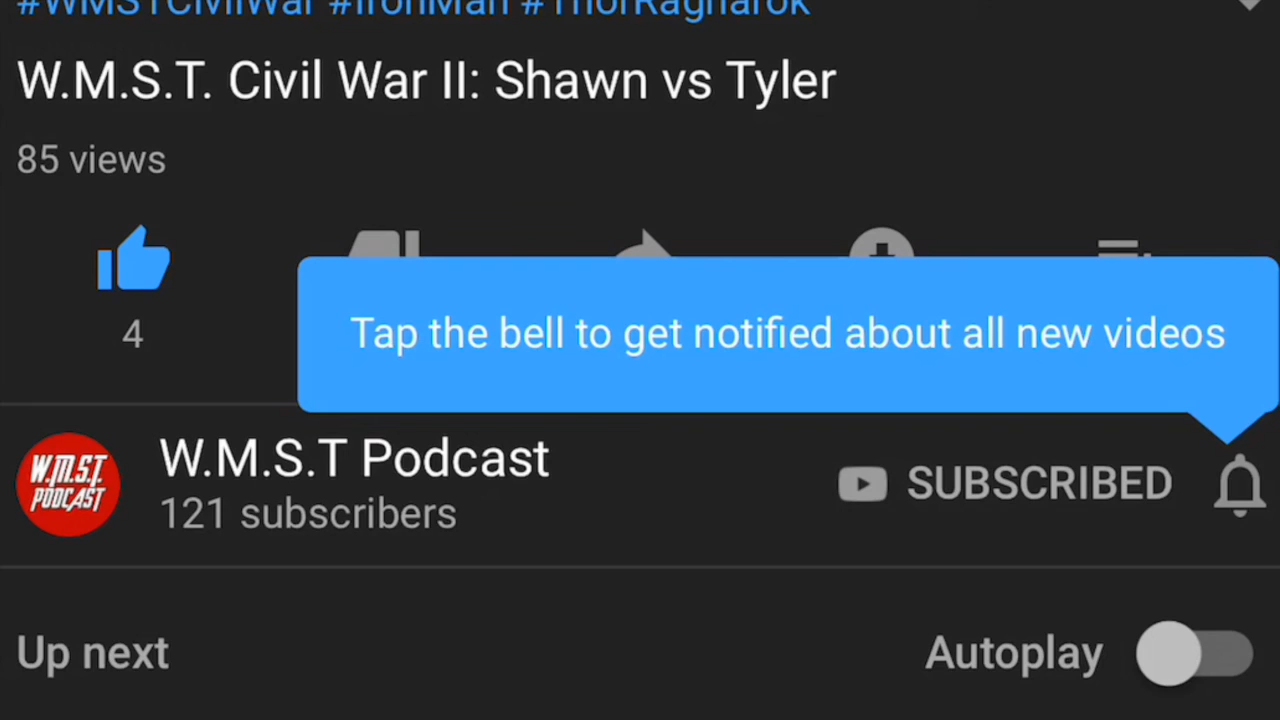 #WMSTCivilWar #IronMan #ThorRagnarok
W.M.S.T. Civil War II: Shawn vs Tyler
85 views
4
Tap the bell to get notified about all new videos
W.M.S.T.
PODCAST
W.M.S.T Podcast
121 subscribers
SUBSCRIBED
Up next
Autoplay